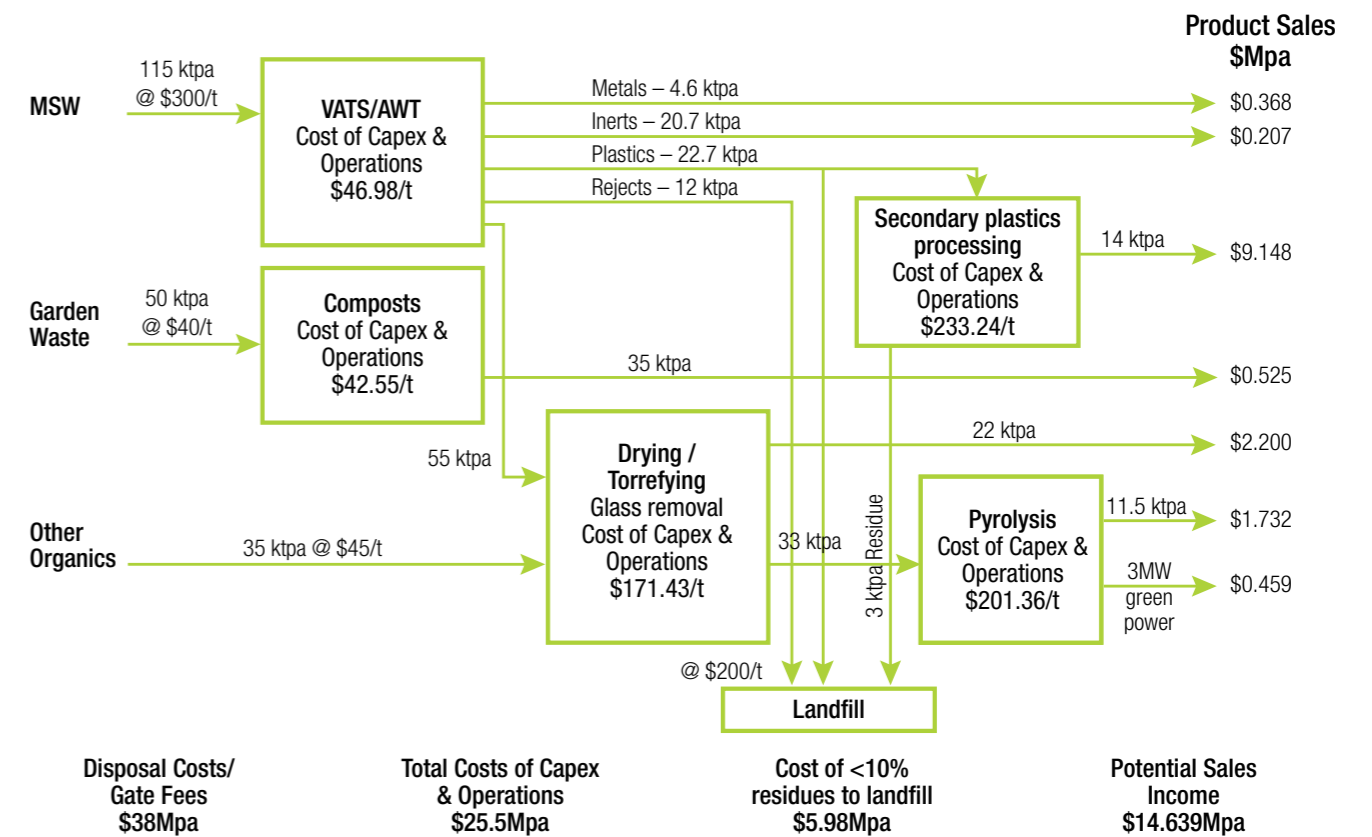 Product Sales
$Mpa
MSW
115 ktpa
@ $300/t
VATS/AWT
Cost of Capex &
Operations
$46.98/t
Metals – 4.6 ktpa
$0.368
Inerts – 20.7 ktpa
$0.207
Plastics – 22.7 ktpa
Rejects – 12 ktpa
Secondary plastics
processing
Cost of Capex &
Operations
$233.24/t
14 ktpa
$9.148
Garden
Waste
50 ktpa
@ $40/t
Composts
Cost of Capex &
Operations
$42.55/t
35 ktpa
$0.525
55 ktpa
Drying /
Torrefying
Glass removal
Cost of Capex &
Operations
$171.43/t
22 ktpa
$2.200
Other
Organics
35 ktpa @ $45/t
33 ktpa
3 ktpa Residue
Pyrolysis
Cost of Capex &
Operations
$201.36/t
11.5 ktpa
$1.732
3MW
green
power
$0.459
@ $200/t
Landfill
Disposal Costs/
Gate Fees
$38Mpa
Total Costs of Capex
& Operations
$25.5Mpa
Cost of <10%
residues to landfill
$5.98Mpa
Potential Sales
Income
$14.639Mpa